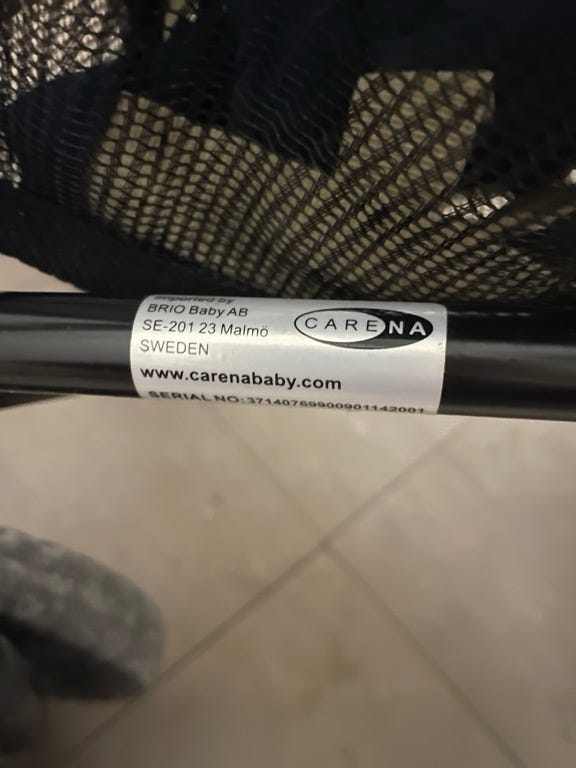 Imported by
BRIO Baby AB
SE-201 23 Malmö
SWEDEN
CARENA
www.carenababy.com
SERIAL NO:37140769900901142001